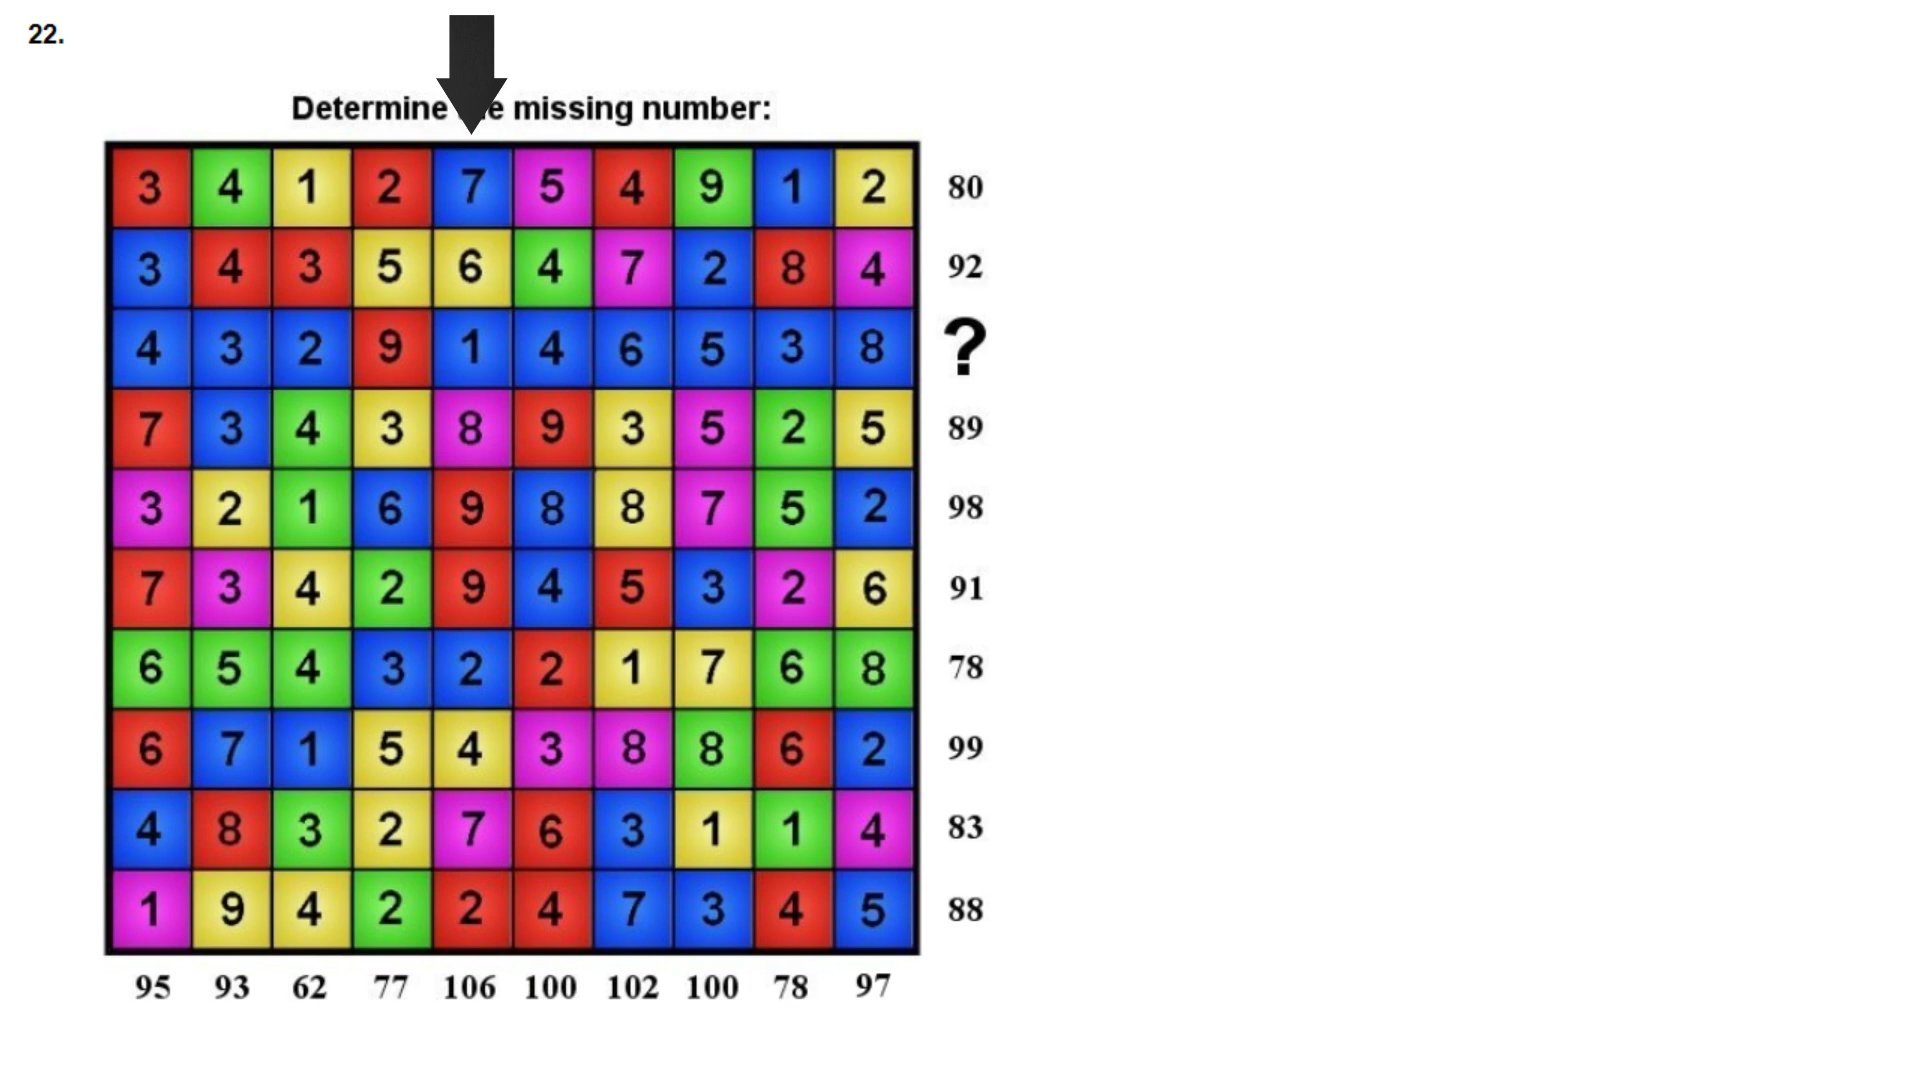 22.
Determine e missing number:
3 4 1 2 7 5 4 9 1 2 80
3 4 3 5 6 4 7 2 8 4 92
4 3 2 9 1 4 6 5 3 8 ?
7 3 4 3 8 9 3 5 2 5 89
3 2 1 6 9 8 8 7 5 2 98
7 3 4 2 9 4 5 3 2 6 91
6 5 4 3 2 2 1 7 6 8 78
6 7 1 5 4 3 8 8 6 2 99
4 8 3 2 7 6 3 1 1 4 83
1 9 4 2 2 4 7 3 4 5 88
95 93 62 77 106 100 102 100 78 97